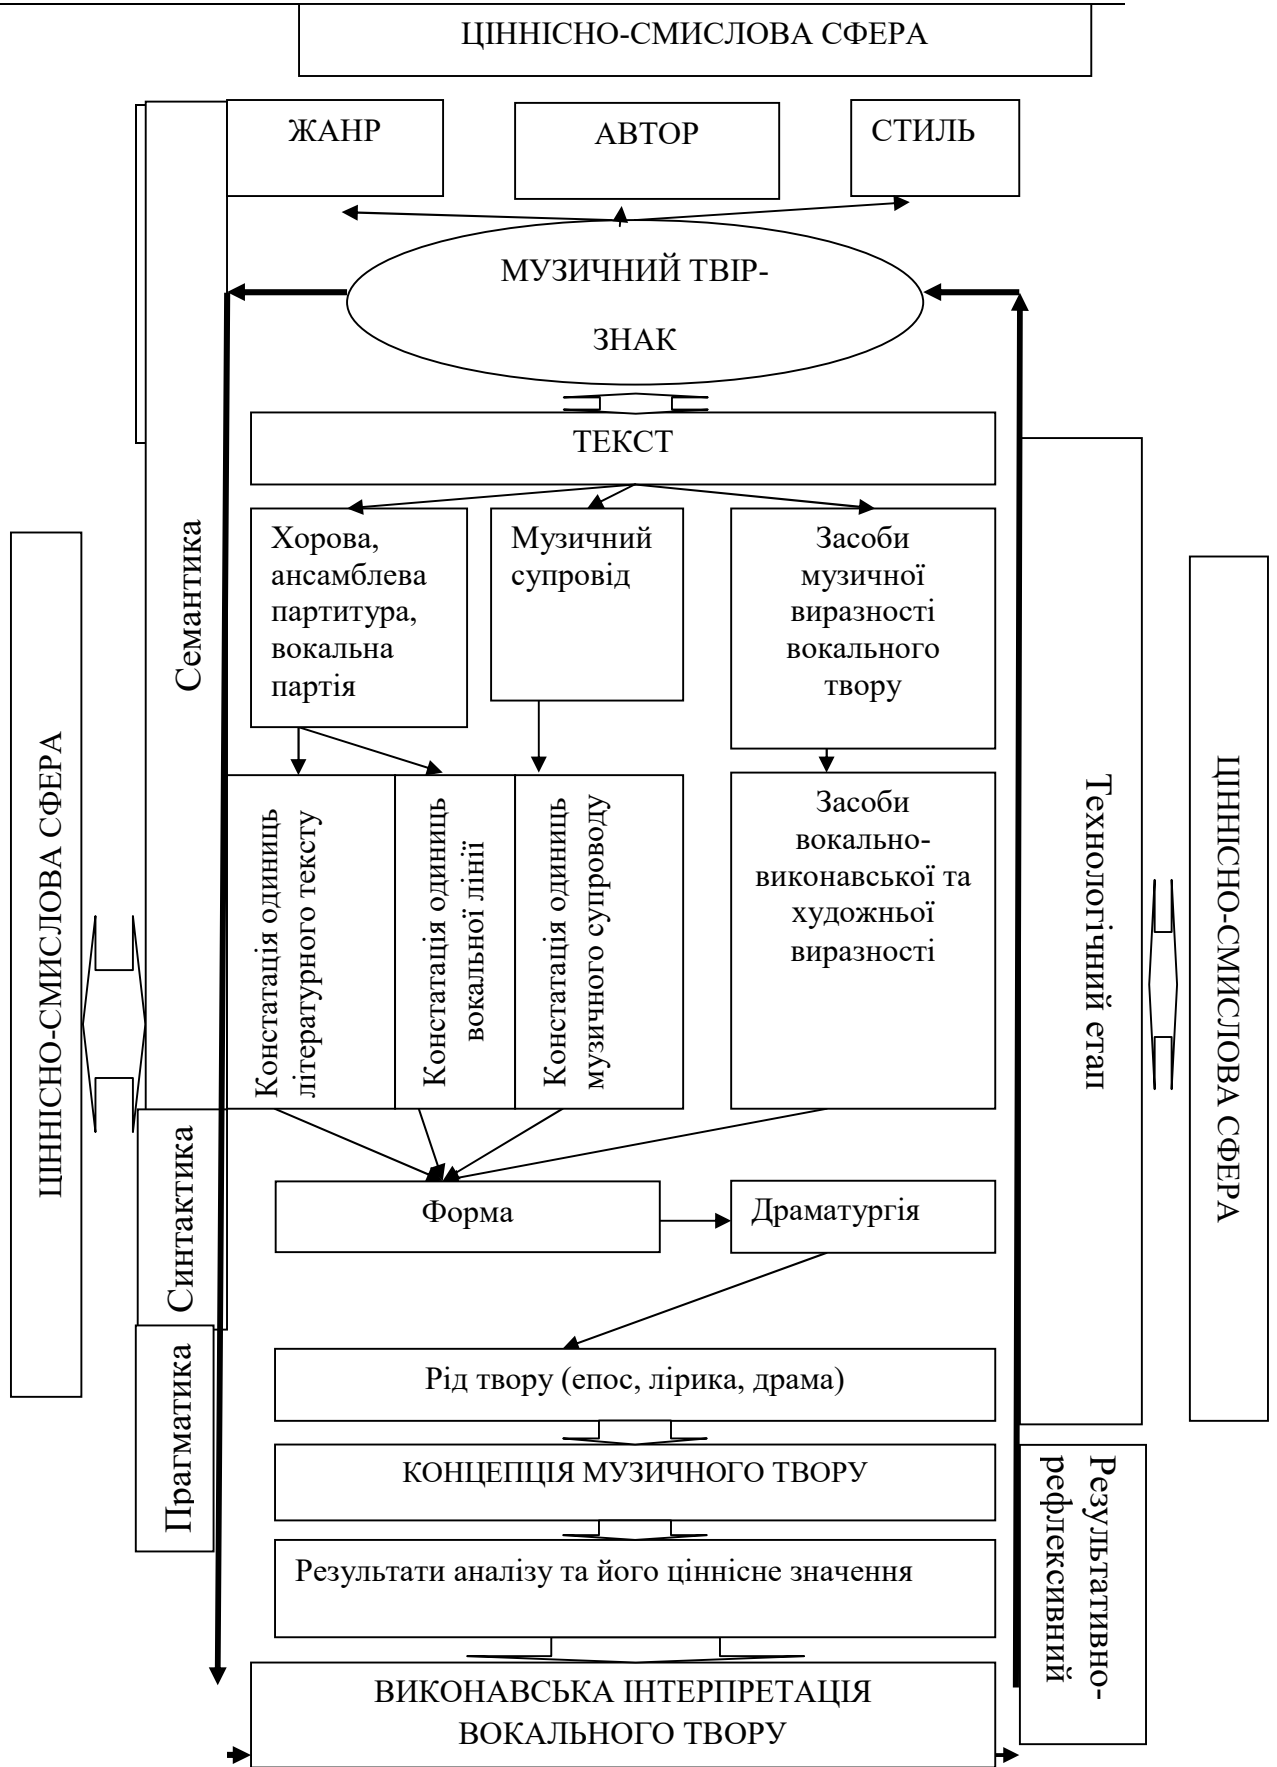 ЦІННІСНО-СМИСЛОВА СФЕРА
ЖАНР
АВТОР
СТИЛЬ
МУЗИЧНИЙ ТВІР-
ЗНАК
ТЕКСТ
Семантика
Хорова,
ансамблева
партитура,
вокальна
партія
Музичний
супровід
Засоби
музичної
виразності
вокального
твору
ЦІННІСНО-СМИСЛОВА СФЕРА
Констатація одиниць
літературного тексту
Констатація одиниць
вокальної лінії
Констатація одиниць
музичного супроводу
Засоби
вокально-
виконавської та
художньої
виразності
Технологічний етап
ЦІННІСНО-СМИСЛОВА СФЕРА
Синтактика
Форма
Драматургія
Прагматика
Рід твору (епос, лірика, драма)
КОНЦЕПЦІЯ МУЗИЧНОГО ТВОРУ
Результати аналізу та його ціннісне значення
Результативно-
рефлексивний
ВИКОНАВСЬКА ІНТЕРПРЕТАЦІЯ
ВОКАЛЬНОГО ТВОРУ